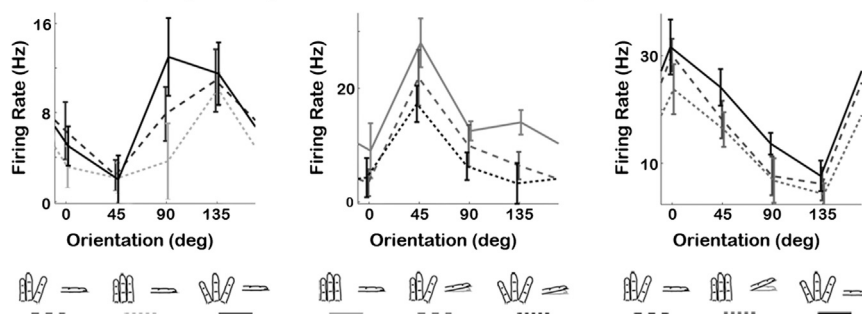 16
8
0
Firing Rate (Hz)
0 45 90 135
Orientation (deg)
20
0
Firing Rate (Hz)
0 45 90 135
Orientation (deg)
30
10
Firing Rate (Hz)
0 45 90 135
Orientation (deg)